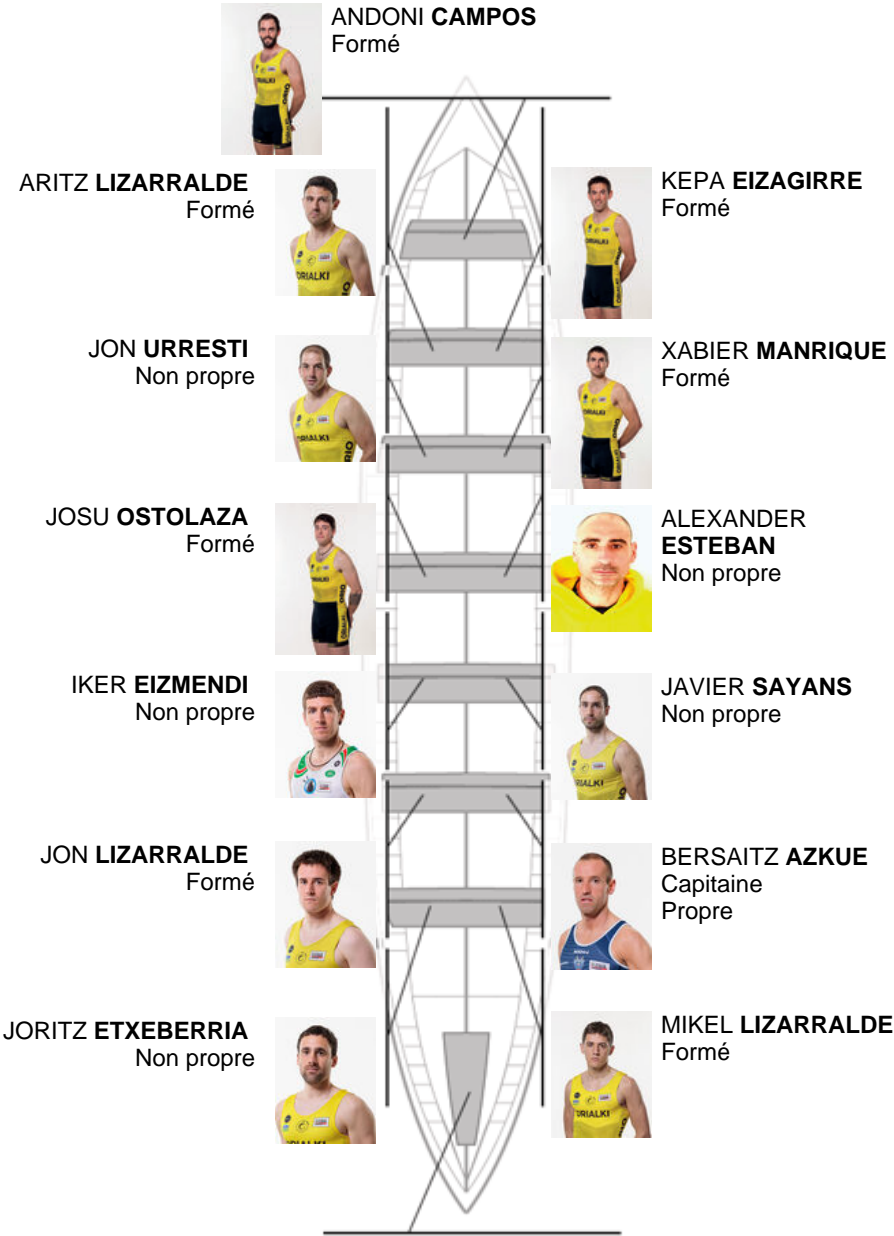 ANDONI CAMPOS
Formé
ARITZ LIZARRALDE
Formé
KEPA EIZAGIRRE
Formé
JON URRESTI
Non propre
XABIER MANRIQUE
Formé
JOSU OSTOLAZA
Formé
ALEXANDER
ESTEBAN
Non propre
IKER EIZMENDI
Non propre
JAVIER SAYANS
Non propre
JON LIZARRALDE
Formé
BERSAITZ AZKUE
Capitaine
Propre
JORITZ ETXEBERRIA
Non propre
MIKEL LIZARRALDE
Formé